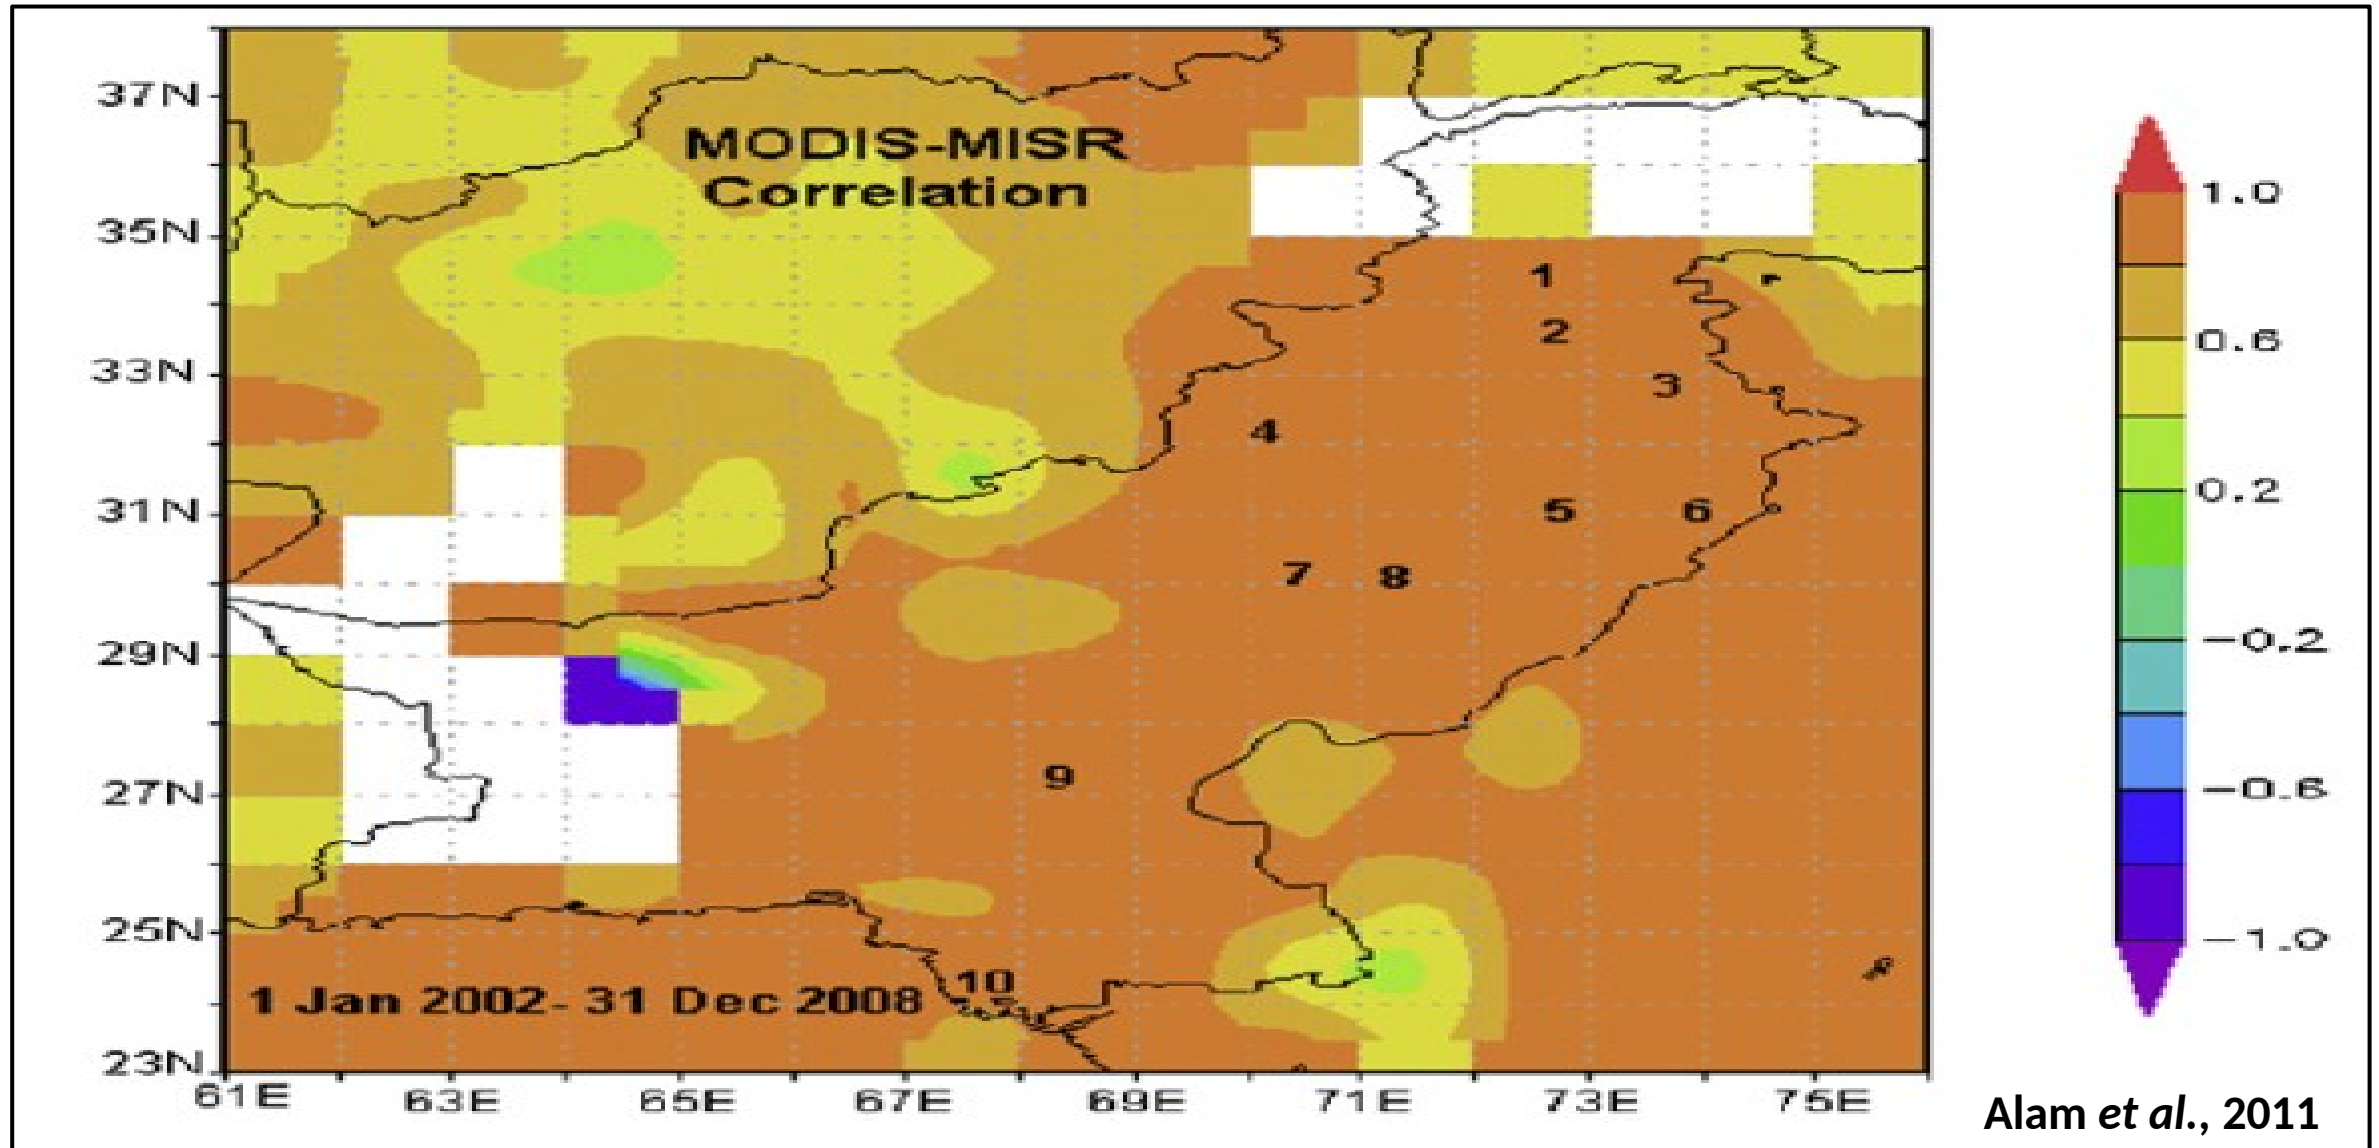 MODIS-MISR
Correlation
37N
35N
33N
31N
29N
27N
25N
23N
1
2
3
4
5
6
7
8
9
10
1 Jan 2002- 31 Dec 2008
61E
63E
65E
67E
69E
71E
73E
75E
1.0
0.6
0.2
−0.2
−0.6
−1.0
Alam et al., 2011